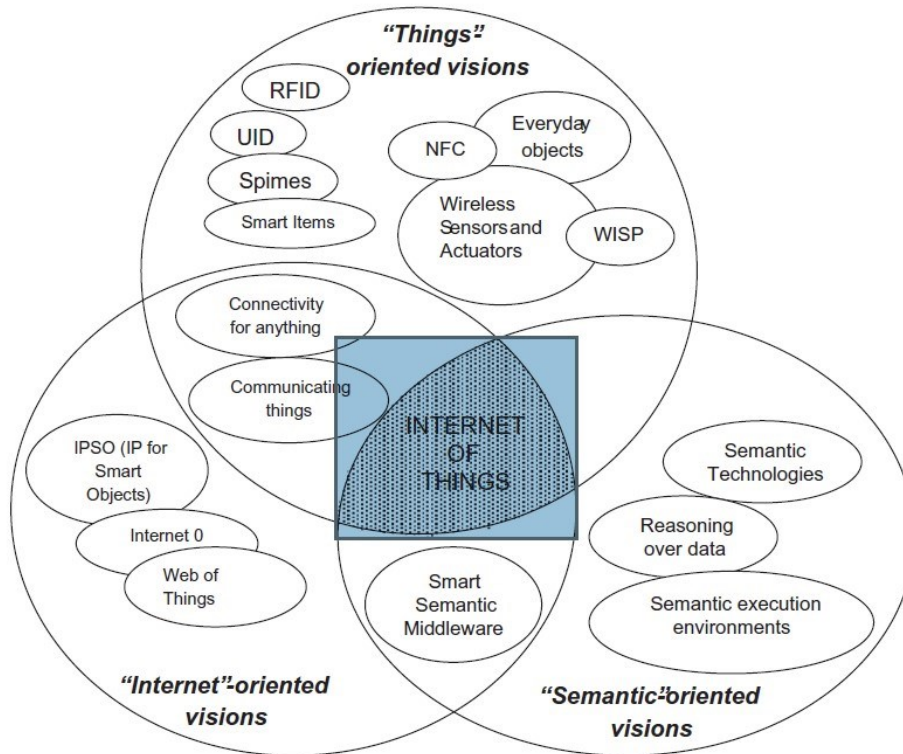 “Things”-
oriented visions
RFID
UID
Spimes
Smart Items
NFC
Everyday
objects
Wireless
Sensors and
Actuators
WISP
Connectivity
for anything
Communicating
things
INTERNET
OF
THINGS
IPSO (IP for
Smart
Objects)
Internet 0
Web of
Things
Semantic
Technologies
Reasoning
over data
Semantic execution
environments
Smart
Semantic
Middleware
“Internet”-oriented
visions
“Semantic”-oriented
visions